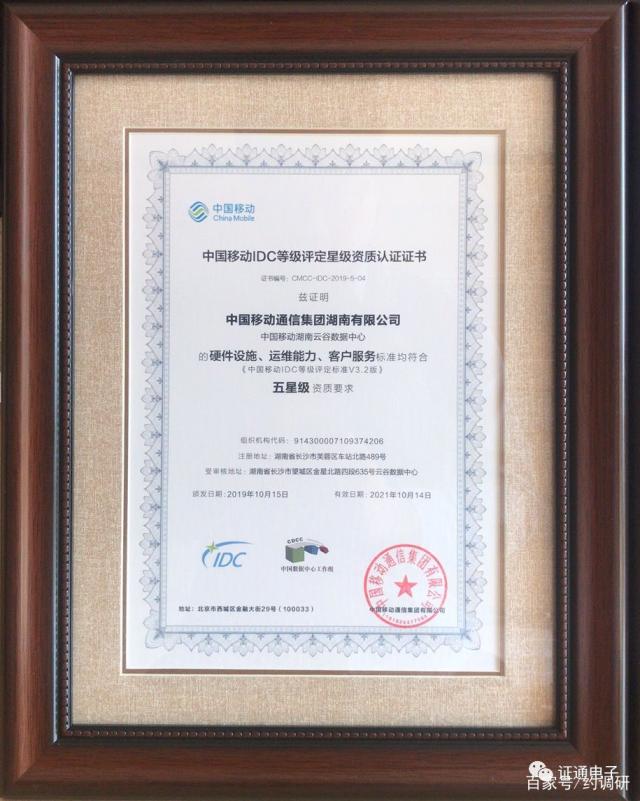 中国移动
China Mobile
中国移动IDC等级评定星级资质认证证书
证书编号：CMCC-IDC-2019-5-04
兹证明
中国移动通信集团湖南有限公司
中国移动湖南云谷数据中心
的硬件设施、运维能力、客户服务标准均符合
《中国移动IDC等级评定标准V3.2版》
五星级 资质要求
组织机构代码：914300007109374206
注册地址：湖南省长沙市芙蓉区车站北路489号
受审核地址：湖南省长沙市望城区金星北路四段635号云谷数据中心
颁发日期：2019年10月15日 有效日期：2021年10月14日
IDC
CDCC
中国数据中心工作组
中国移动通信集团有限公司
地址：北京市西城区金融大街29号（100033） 中国移动通信集团有限公司
证通电子
百家号/约调研